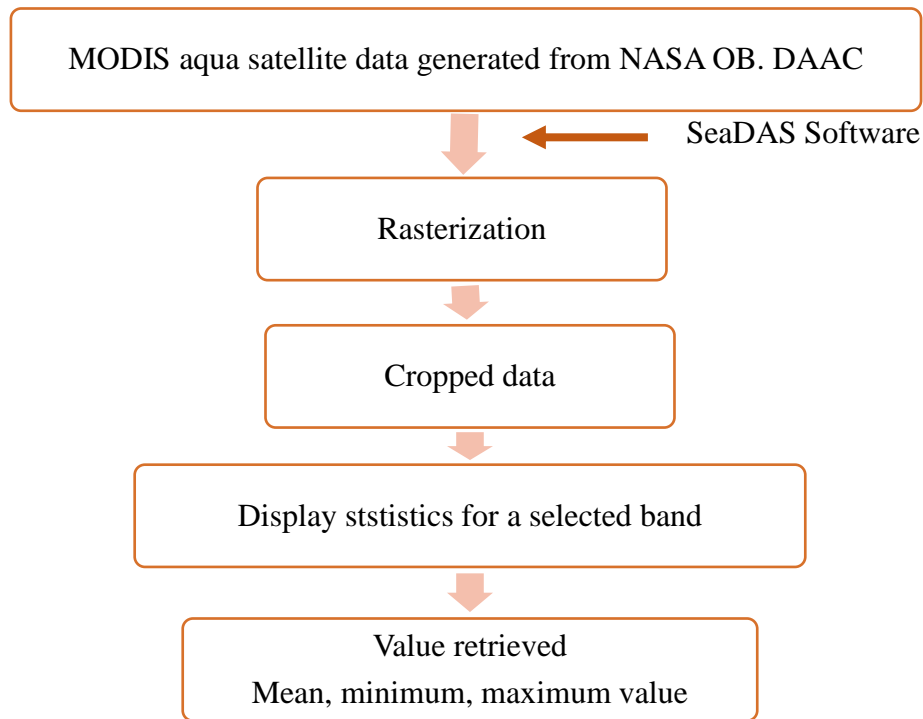 MODIS aqua satellite data generated from NASA OB. DAAC
SeaDAS Software
Rasterization
Cropped data
Display ststistics for a selected band
Value retrieved
Mean, minimum, maximum value